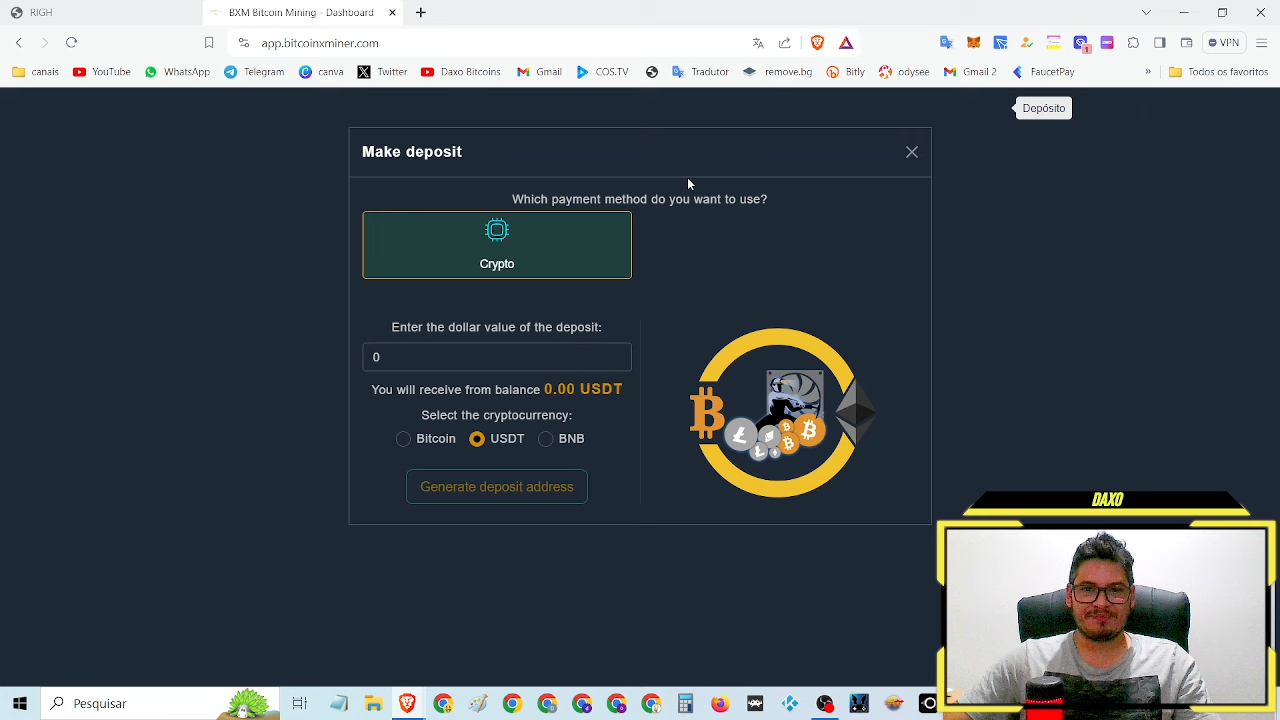 RIGH
BXM Bitcoin Mining - Dashboard
app.bitcoinxmine.com
VPN
canais
YouTube
WhatsApp
Telegram
canva
Twitter
Daxo Bitcoins
Gmail
COS.TV
Tradutor
remove.bg
Bitly
odysee
Gmail 2
FaucetPay
»
Todos os favoritos
Depósito
Make deposit
Which payment method do you want to use?
Crypto
Enter the dollar value of the deposit:
0
You will receive from balance 0.00 USDT
Select the cryptocurrency:
Bitcoin
USDT
BNB
Generate deposit address
DAXO
Pesquisar